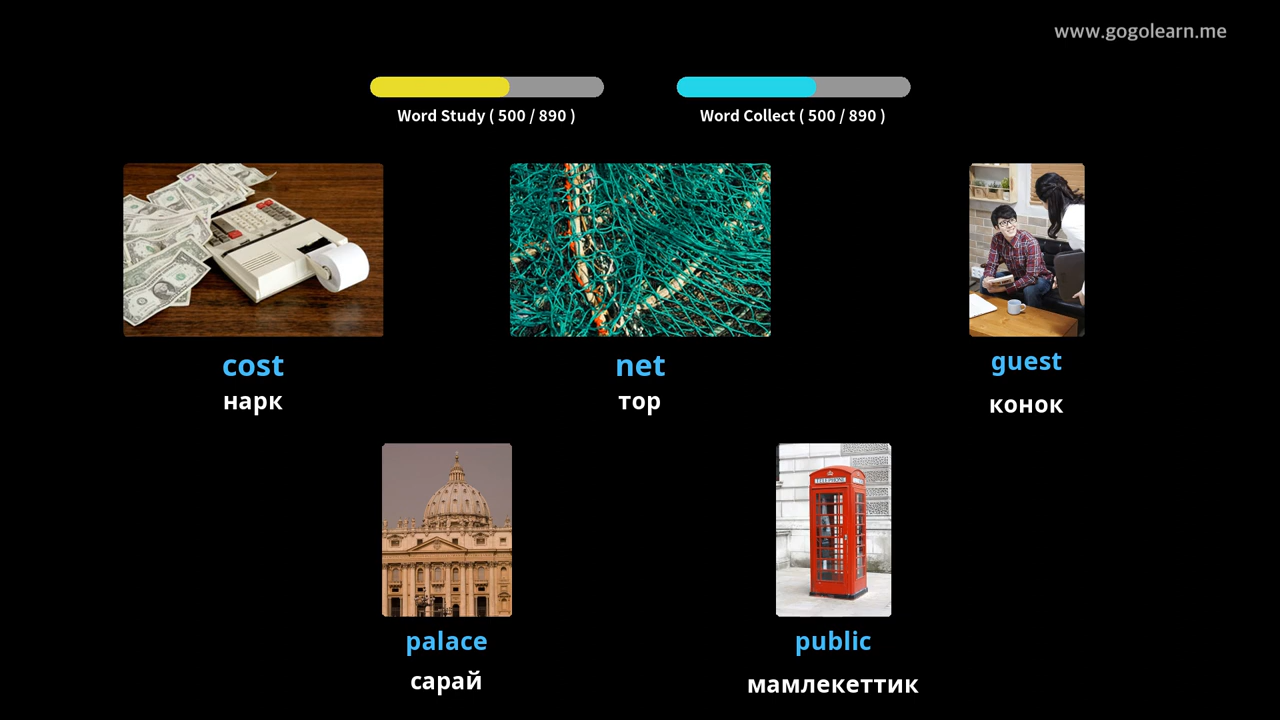 www.gogolearn.me
Word Study ( 500 / 890 )
Word Collect ( 500 / 890 )
cost
нарк
net
тор
guest
конок
TELEPHONE
palace
сарай
public
мамлекеттик